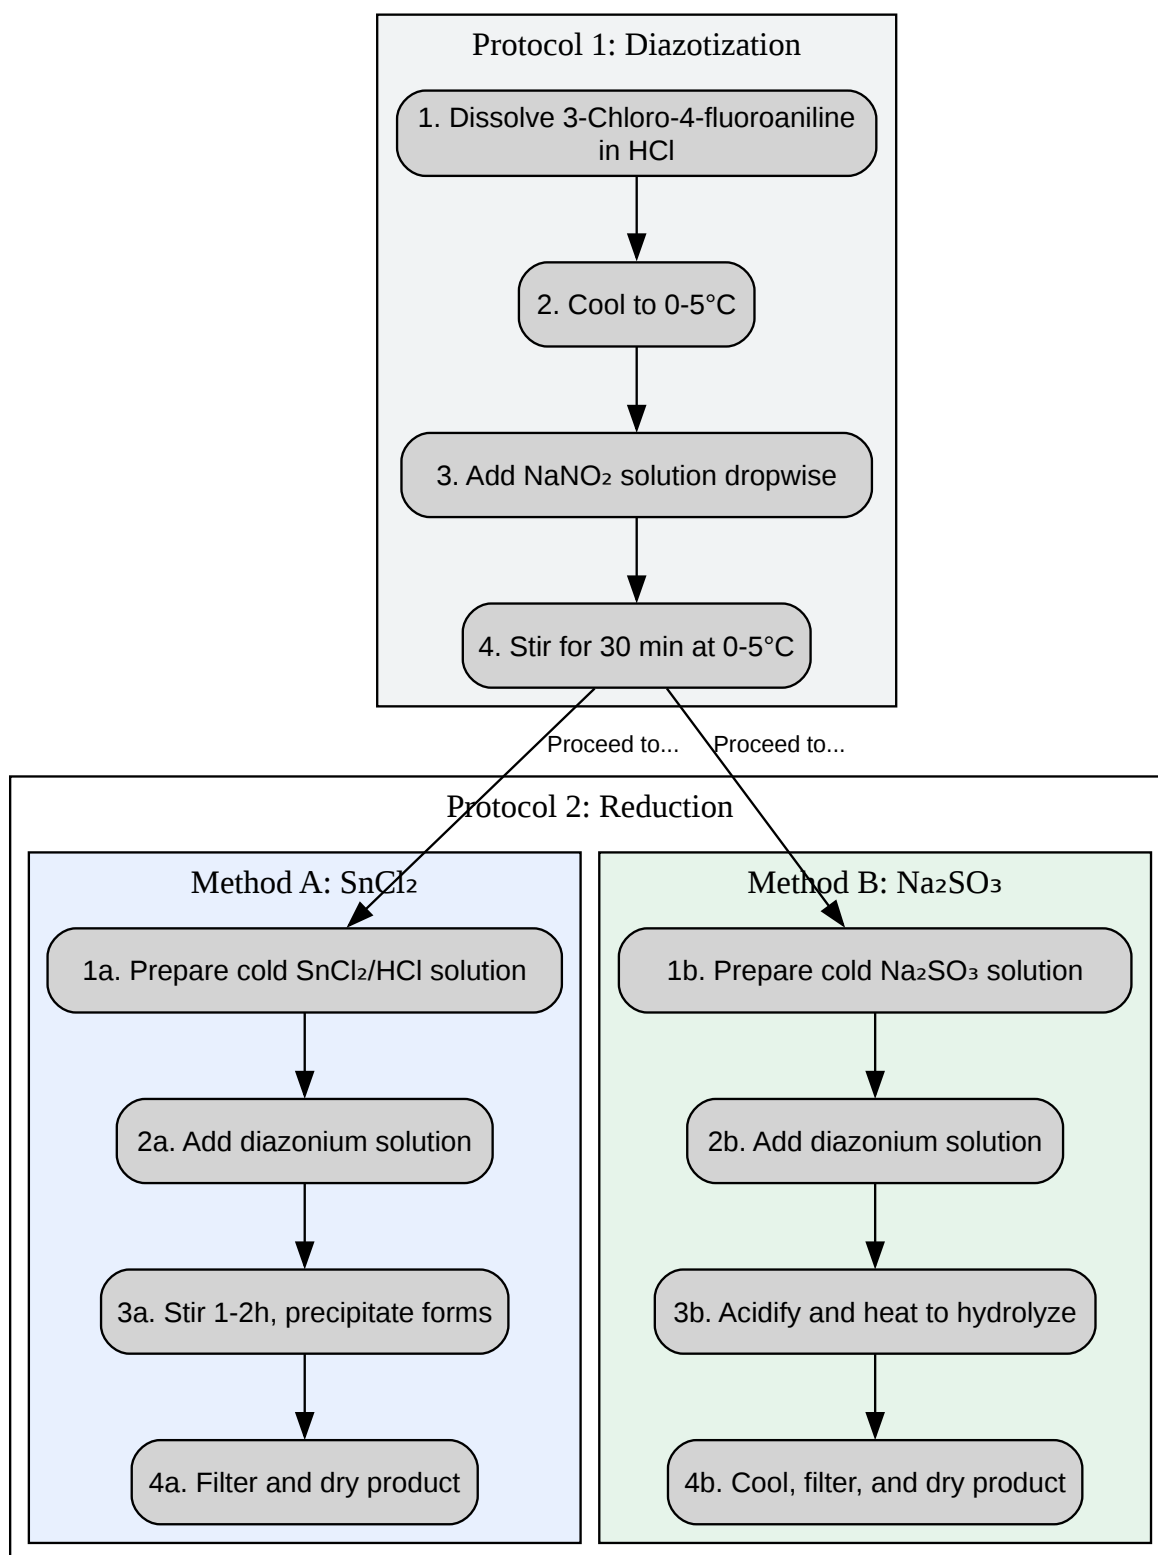 Protocol 1: Diazotization
1. Dissolve 3-Chloro-4-fluoroaniline
in HCl
2. Cool to 0-5°C
3. Add NaNO₂ solution dropwise
4. Stir for 30 min at 0-5°C
Proceed to...
Proceed to...
Protocol 2: Reduction
Method A: SnCl₂
1a. Prepare cold SnCl₂/HCl solution
2a. Add diazonium solution
3a. Stir 1-2h, precipitate forms
4a. Filter and dry product
Method B: Na₂SO₃
1b. Prepare cold Na₂SO₃ solution
2b. Add diazonium solution
3b. Acidify and heat to hydrolyze
4b. Cool, filter, and dry product